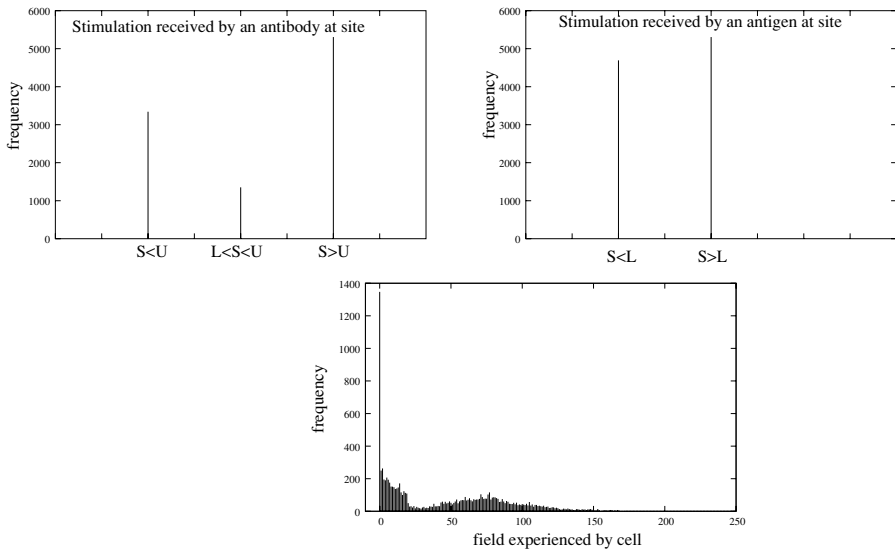 Stimulation received by an antibody at site
6000
5000
4000
3000
2000
1000
0
frequency
S<U
L<S<U
S>U
Stimulation received by an antigen at site
6000
5000
4000
3000
2000
1000
0
frequency
S<L
S>L
1400
1200
1000
800
600
400
200
0
frequency
0 50 100 150 200 250
field experienced by cell